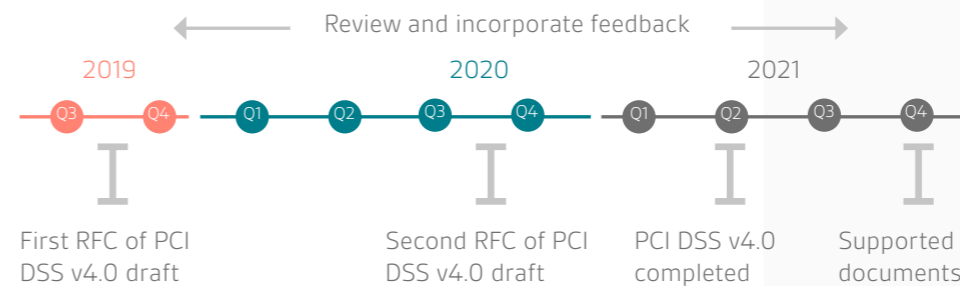 Review and incorporate feedback
2019
2020
2021
Q3
Q4
Q1
Q2
Q3
Q4
Q1
Q2
Q3
Q4
First RFC of PCI
DSS v4.0 draft
Second RFC of PCI
DSS v4.0 draft
PCI DSS v4.0
completed
Supported
documents